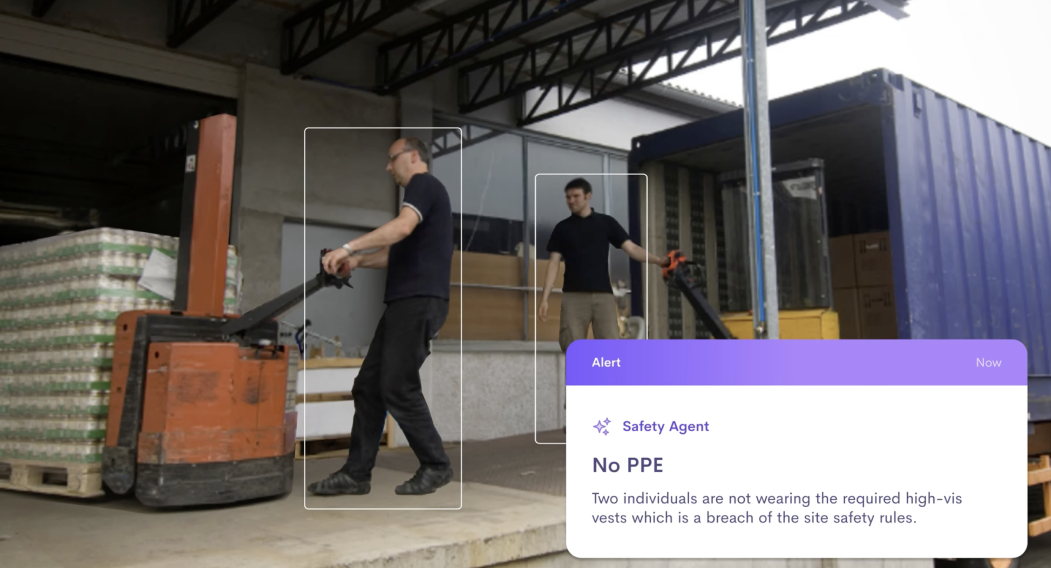 Alert
Now
Safety Agent
No PPE
Two individuals are not wearing the required high-vis
vests which is a breach of the site safety rules.